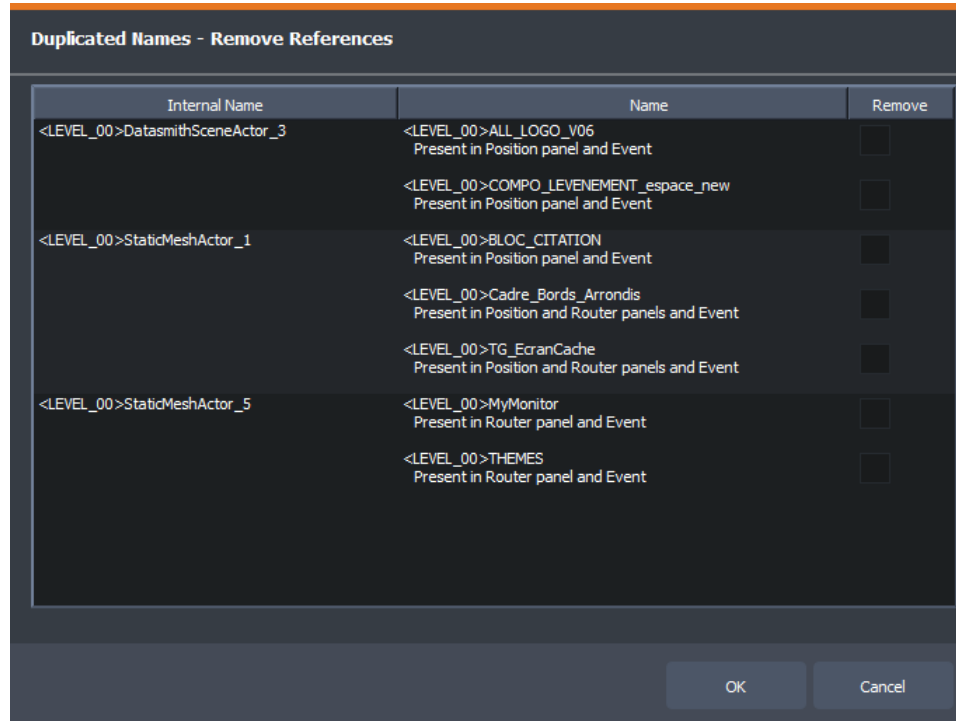 Duplicated Names - Remove References
Internal Name Name Remove
<LEVEL_00>DatasmithSceneActor_3 <LEVEL_00>ALL_LOGO_V06
Present in Position panel and Event
<LEVEL_00>COMPO_LEVENEMENT_espace_new
Present in Position panel and Event
<LEVEL_00>StaticMeshActor_1 <LEVEL_00>BLOC_CITATION
Present in Position panel and Event
<LEVEL_00>Cadre_Bords_Arrondis
Present in Position and Router panels and Event
<LEVEL_00>TG_EcranCache
Present in Position and Router panels and Event
<LEVEL_00>StaticMeshActor_5 <LEVEL_00>MyMonitor
Present in Router panel and Event
<LEVEL_00>THEMES
Present in Router panel and Event
OK Cancel